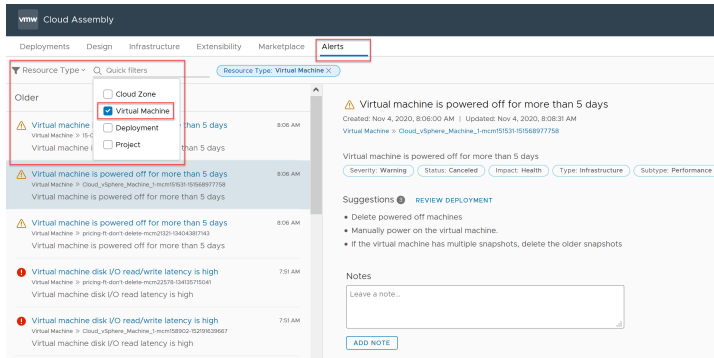 vmw Cloud Assembly
Deployments Design Infrastructure Extensibility Marketplace Alerts
Resource Type Quick filters Resource Type: Virtual Machine ×
Cloud Zone
Virtual Machine
Deployment
Project
Older
Virtual machine than 5 days 8:06 AM
Virtual Machine » 15-0
Virtual machine i than 5 days
Virtual machine is powered off for more than 5 days 8:06 AM
Virtual Machine » Cloud_vSphere_Machine_1-mcm151531-151568977758
Virtual machine is powered off for more than 5 days
Virtual machine is powered off for more than 5 days 8:06 AM
Virtual Machine » pricing-ft-don't-delete-mcm21321-134043817143
Virtual machine is powered off for more than 5 days
Virtual machine disk I/O read/write latency is high 7:51 AM
Virtual Machine » pricing-ft-don't-delete-mcm22578-134135715041
Virtual machine disk I/O read latency is high
Virtual machine disk I/O read/write latency is high 7:51 AM
Virtual Machine » Cloud_vSphere_Machine_1-mcm158902-152191639667
Virtual machine disk I/O read latency is high
Virtual machine is powered off for more than 5 days
Created: Nov 4, 2020, 8:06:00 AM | Updated: Nov 4, 2020, 8:08:31 AM
Virtual Machine » Cloud_vSphere_Machine_1-mcm151531-151568977758
Virtual machine is powered off for more than 5 days
Severity: Warning Status: Canceled Impact: Health Type: Infrastructure Subtype: Performance
Suggestions 3 REVIEW DEPLOYMENT
• Delete powered off machines
• Manually power on the virtual machine.
• If the virtual machine has multiple snapshots, delete the older snapshots
Notes
Leave a note...
ADD NOTE